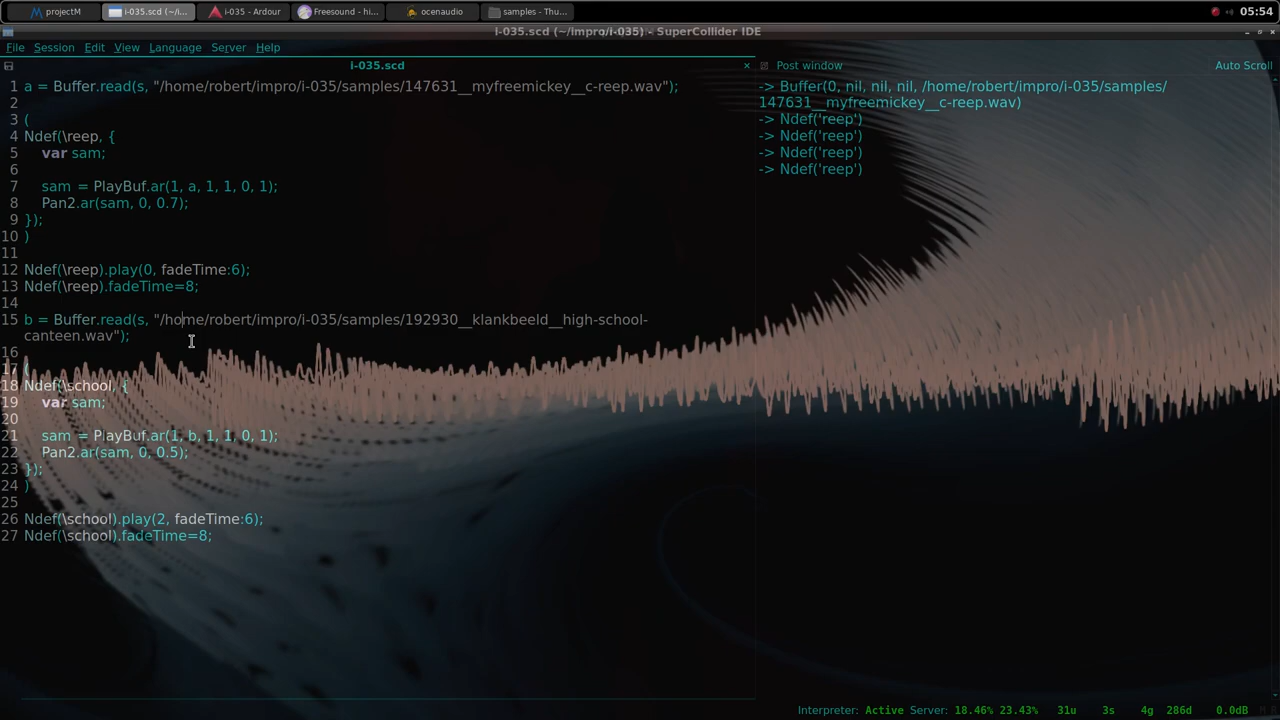 projectM
i-035.scd (~/i...
i-035 - Ardour
Freesound - hi...
ocenaudio
samples - Thu...
05:54
i-035.scd (~/impro/i-035) - SuperCollider IDE
File Session Edit View Language Server Help
i-035.scd
Post window
Auto Scroll
1 a = Buffer.read(s, "/home/robert/impro/i-035/samples/147631__myfreemickey__c-reep.wav");
2
3 (
4 Ndef(\reep, {
5 var sam;
6
7 sam = PlayBuf.ar(1, a, 1, 1, 0, 1);
8 Pan2.ar(sam, 0, 0.7);
9 });
10 )
11
12 Ndef(\reep).play(0, fadeTime:6);
13 Ndef(\reep).fadeTime=8;
14
15 b = Buffer.read(s, "/home/robert/impro/i-035/samples/192930__klankbeeld__high-school-
canteen.wav");
16
17 (
18 Ndef(\school, {
19 var sam;
20
21 sam = PlayBuf.ar(1, b, 1, 1, 0, 1);
22 Pan2.ar(sam, 0, 0.5);
23 });
24 )
25
26 Ndef(\school).play(2, fadeTime:6);
27 Ndef(\school).fadeTime=8;
-> Buffer(0, nil, nil, nil, /home/robert/impro/i-035/samples/
147631__myfreemickey__c-reep.wav)
-> Ndef('reep')
-> Ndef('reep')
-> Ndef('reep')
-> Ndef('reep')
Interpreter: Active Server: 18.46% 23.43% 31u 3s 4g 286d 0.0dB